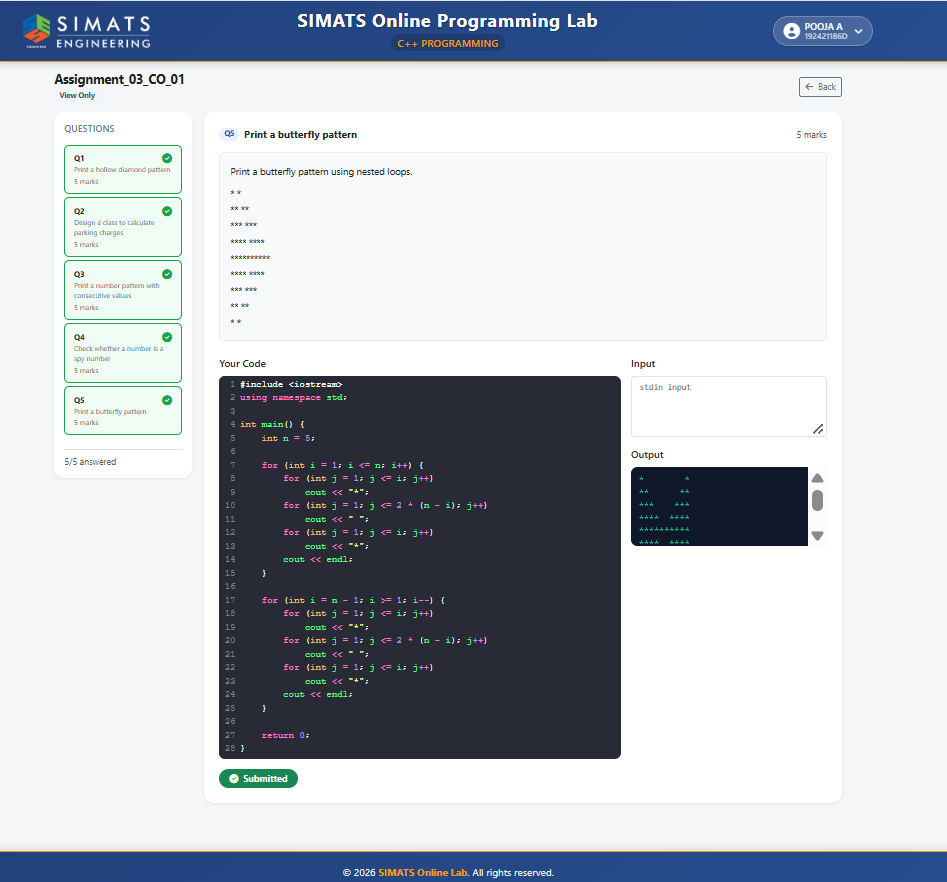 SIMATS
ENGINEERING
SIMATS Online Programming Lab
C++ PROGRAMMING
POOJA A
192421186D
Assignment_03_CO_01
View Only
← Back
QUESTIONS
Q1
Print a hollow diamond pattern
5 marks
Q2
Design a class to calculate
parking charges
5 marks
Q3
Print a number pattern with
consecutive values
5 marks
Q4
Check whether a number is a
spy number
5 marks
Q5
Print a butterfly pattern
5 marks
5/5 answered
Q5 Print a butterfly pattern
5 marks
Print a butterfly pattern using nested loops.
* *
** **
*** ***
**** ****
**********
**** ****
*** ***
** **
* *
Your Code
1 #include <iostream>
2 using namespace std;
3
4 int main() {
5     int n = 5;
6
7     for (int i = 1; i <= n; i++) {
8         for (int j = 1; j <= i; j++)
9             cout << "*";
10         for (int j = 1; j <= 2 * (n - i); j++)
11             cout << " ";
12         for (int j = 1; j <= i; j++)
13             cout << "*";
14         cout << endl;
15     }
16
17     for (int i = n - 1; i >= 1; i--) {
18         for (int j = 1; j <= i; j++)
19             cout << "*";
20         for (int j = 1; j <= 2 * (n - i); j++)
21             cout << " ";
22         for (int j = 1; j <= i; j++)
23             cout << "*";
24         cout << endl;
25     }
26
27     return 0;
28 }
Submitted
Input
stdin input
Output
*        *
**      **
***    ***
****  ****
**********
****  ****
© 2026 SIMATS Online Lab. All rights reserved.